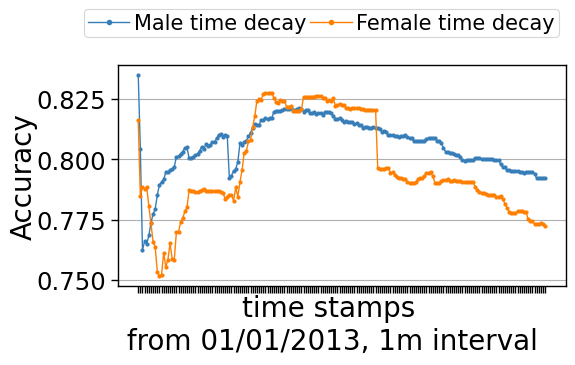 Male time decay Female time decay
Accuracy
0.825
0.800
0.775
0.750
time stamps
from 01/01/2013, 1m interval